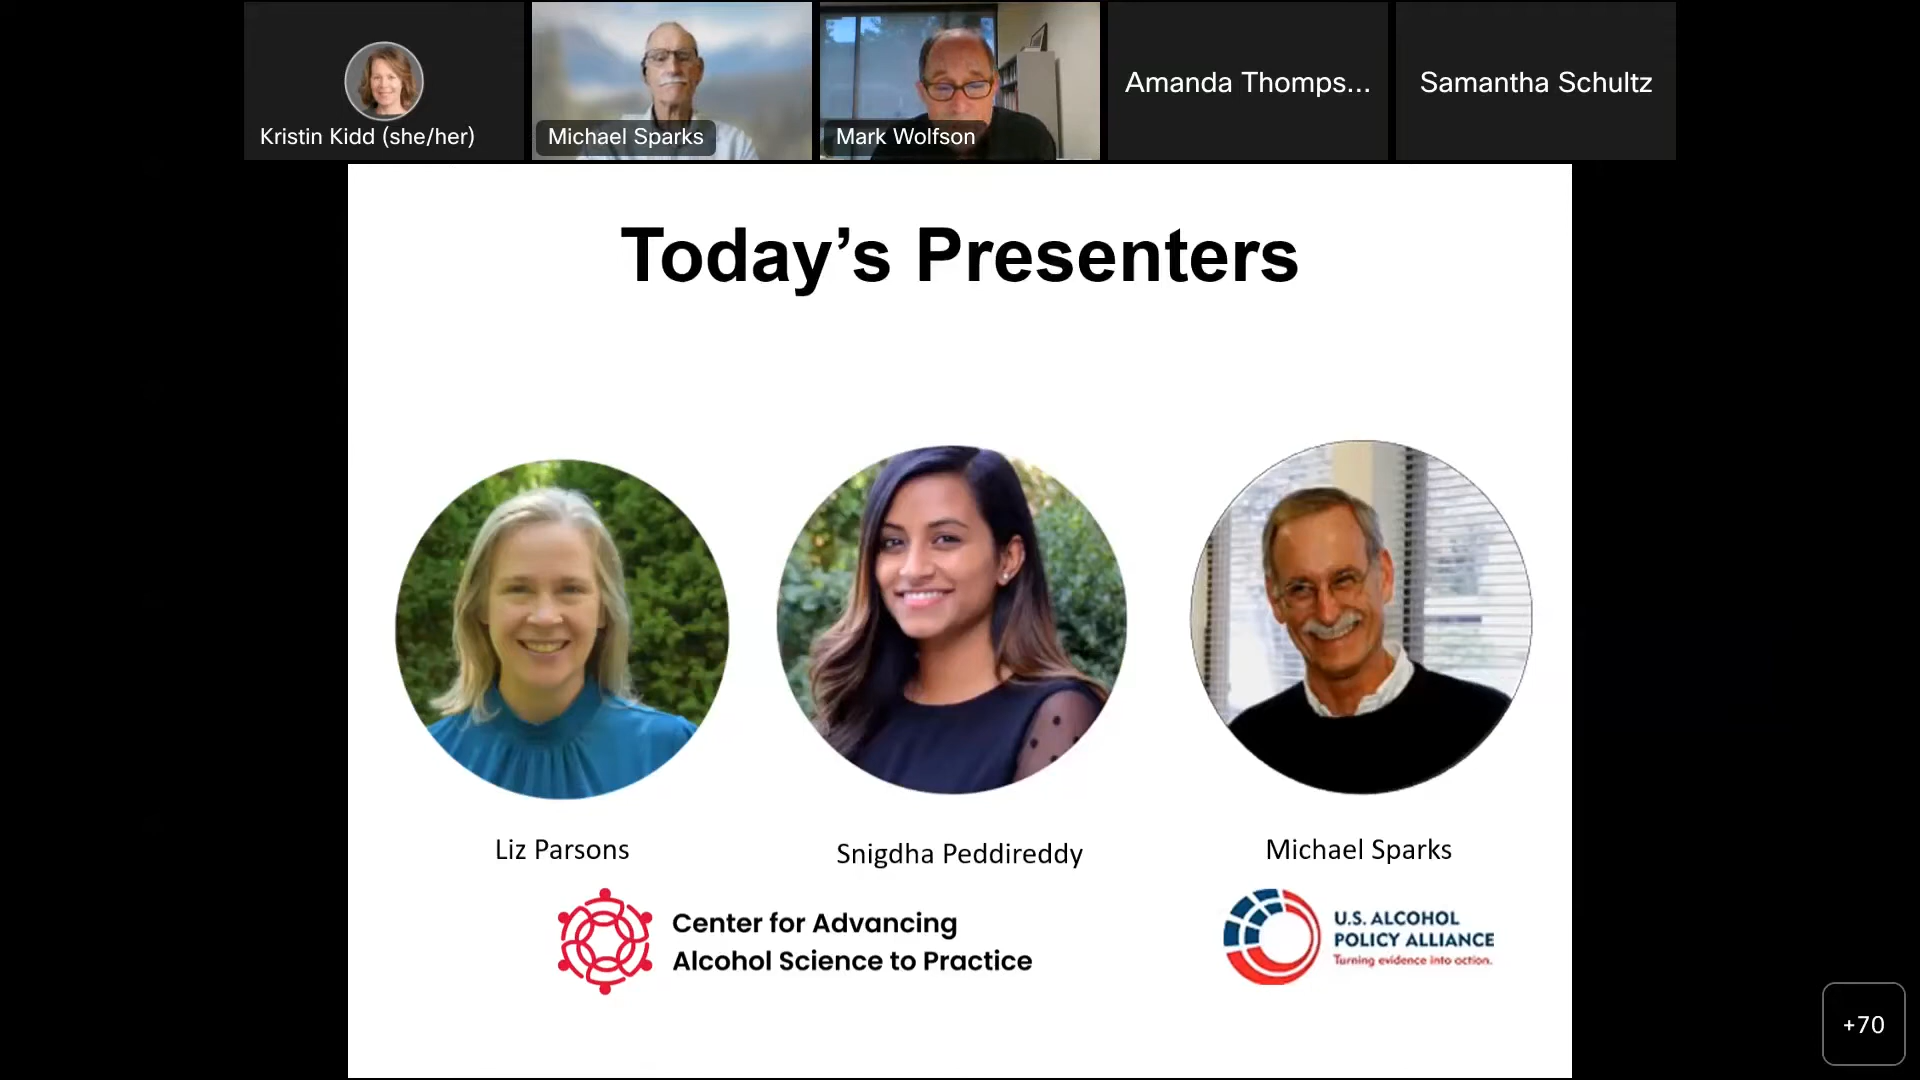 Kristin Kidd (she/her)
Michael Sparks
Mark Wolfson
Amanda Thomps...
Samantha Schultz
Today’s Presenters
Liz Parsons
Snigdha Peddireddy
Michael Sparks
Center for Advancing
Alcohol Science to Practice
U.S. ALCOHOL
POLICY ALLIANCE
Turning evidence into action.
+70